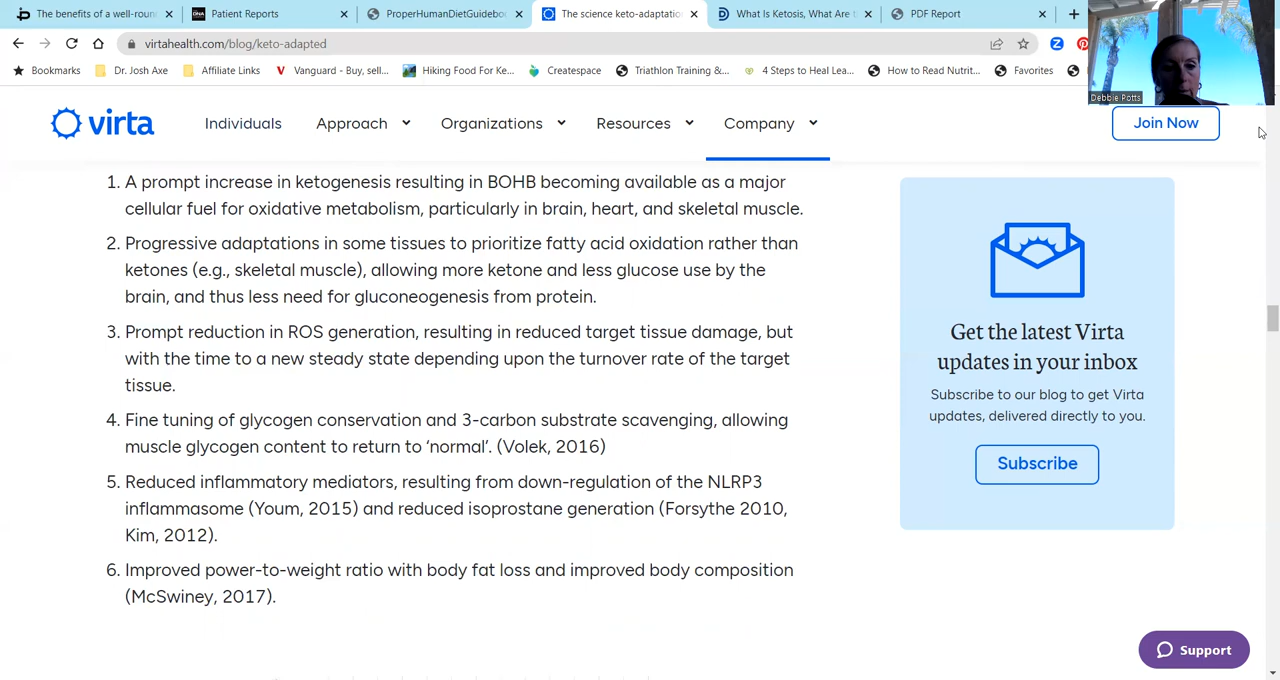 The benefits of a well-roun
Patient Reports
ProperHumanDietGuidebo
The science keto-adaptatio
What Is Ketosis, What Are t
PDF Report
virtahealth.com/blog/keto-adapted
Bookmarks
Dr. Josh Axe
Affiliate Links
Vanguard - Buy, sell...
Hiking Food For Ke...
Createspace
Triathlon Training &...
4 Steps to Heal Lea...
How to Read Nutrit...
Favorites
Debbie Potts
virta
Individuals
Approach
Organizations
Resources
Company
Join Now
1. A prompt increase in ketogenesis resulting in BOHB becoming available as a major
cellular fuel for oxidative metabolism, particularly in brain, heart, and skeletal muscle.
2. Progressive adaptations in some tissues to prioritize fatty acid oxidation rather than
ketones (e.g., skeletal muscle), allowing more ketone and less glucose use by the
brain, and thus less need for gluconeogenesis from protein.
3. Prompt reduction in ROS generation, resulting in reduced target tissue damage, but
with the time to a new steady state depending upon the turnover rate of the target
tissue.
4. Fine tuning of glycogen conservation and 3-carbon substrate scavenging, allowing
muscle glycogen content to return to ‘normal’. (Volek, 2016)
5. Reduced inflammatory mediators, resulting from down-regulation of the NLRP3
inflammasome (Youm, 2015) and reduced isoprostane generation (Forsythe 2010,
Kim, 2012).
6. Improved power-to-weight ratio with body fat loss and improved body composition
(McSwiney, 2017).
Get the latest Virta
updates in your inbox
Subscribe to our blog to get Virta
updates, delivered directly to you.
Subscribe
Support